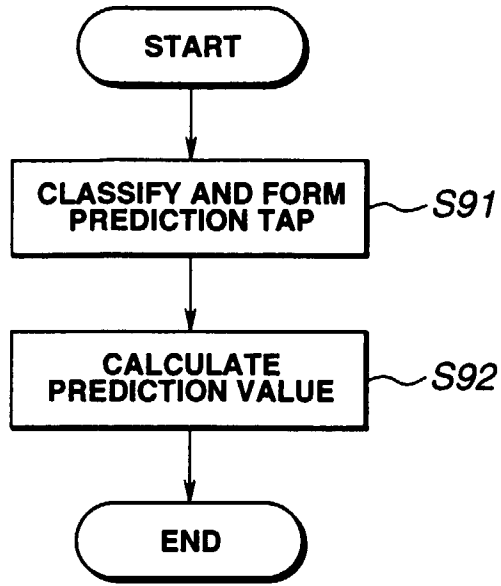 START
CLASSIFY AND FORM
PREDICTION TAP
S91
CALCULATE
PREDICTION VALUE
S92
END